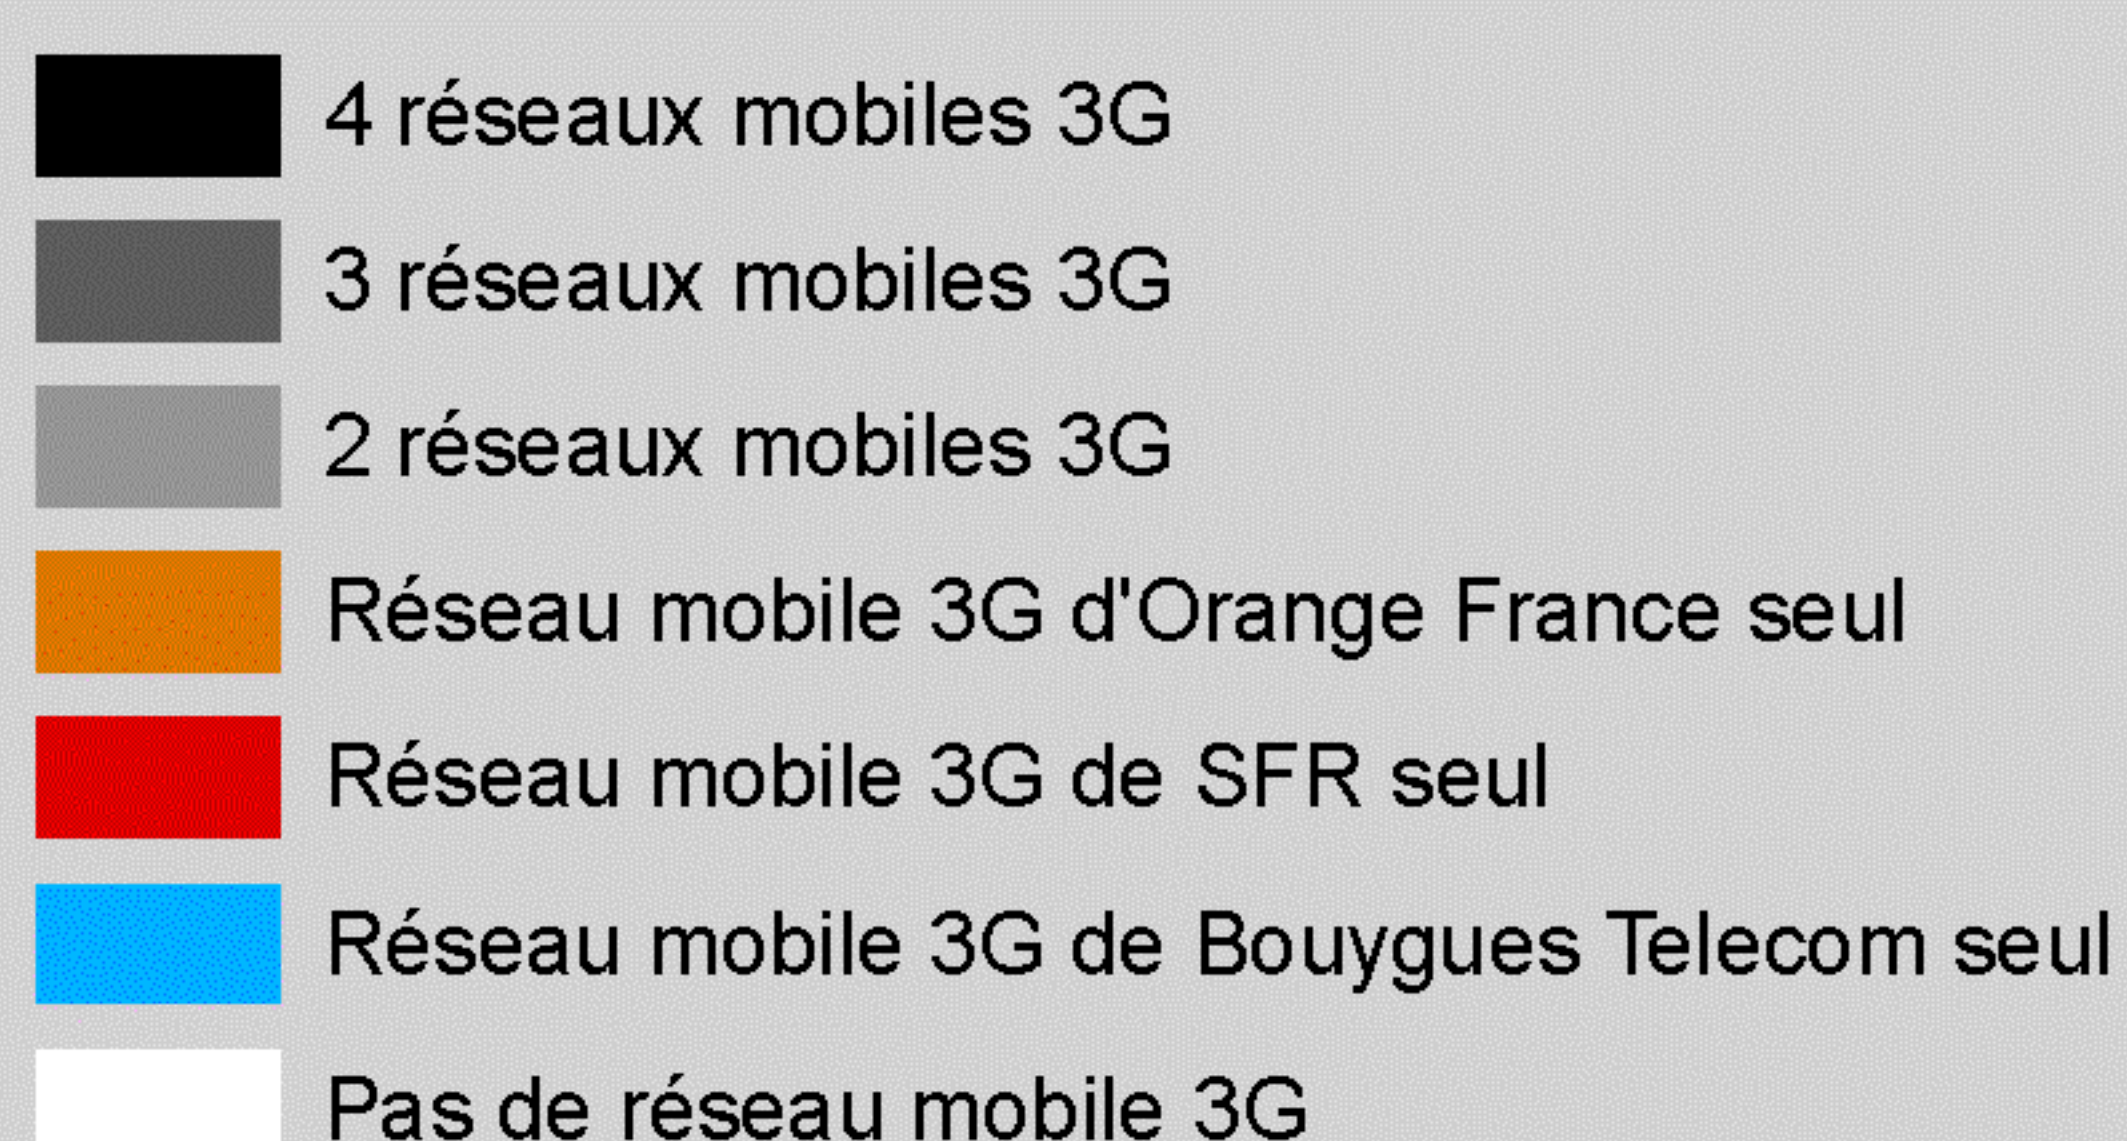 4 réseaux mobiles 3G
3 réseaux mobiles 3G
2 réseaux mobiles 3G
Réseau mobile 3G d'Orange France seul
Réseau mobile 3G de SFR seul
Réseau mobile 3G de Bouygues Telecom seul
Pas de réseau mobile 3G